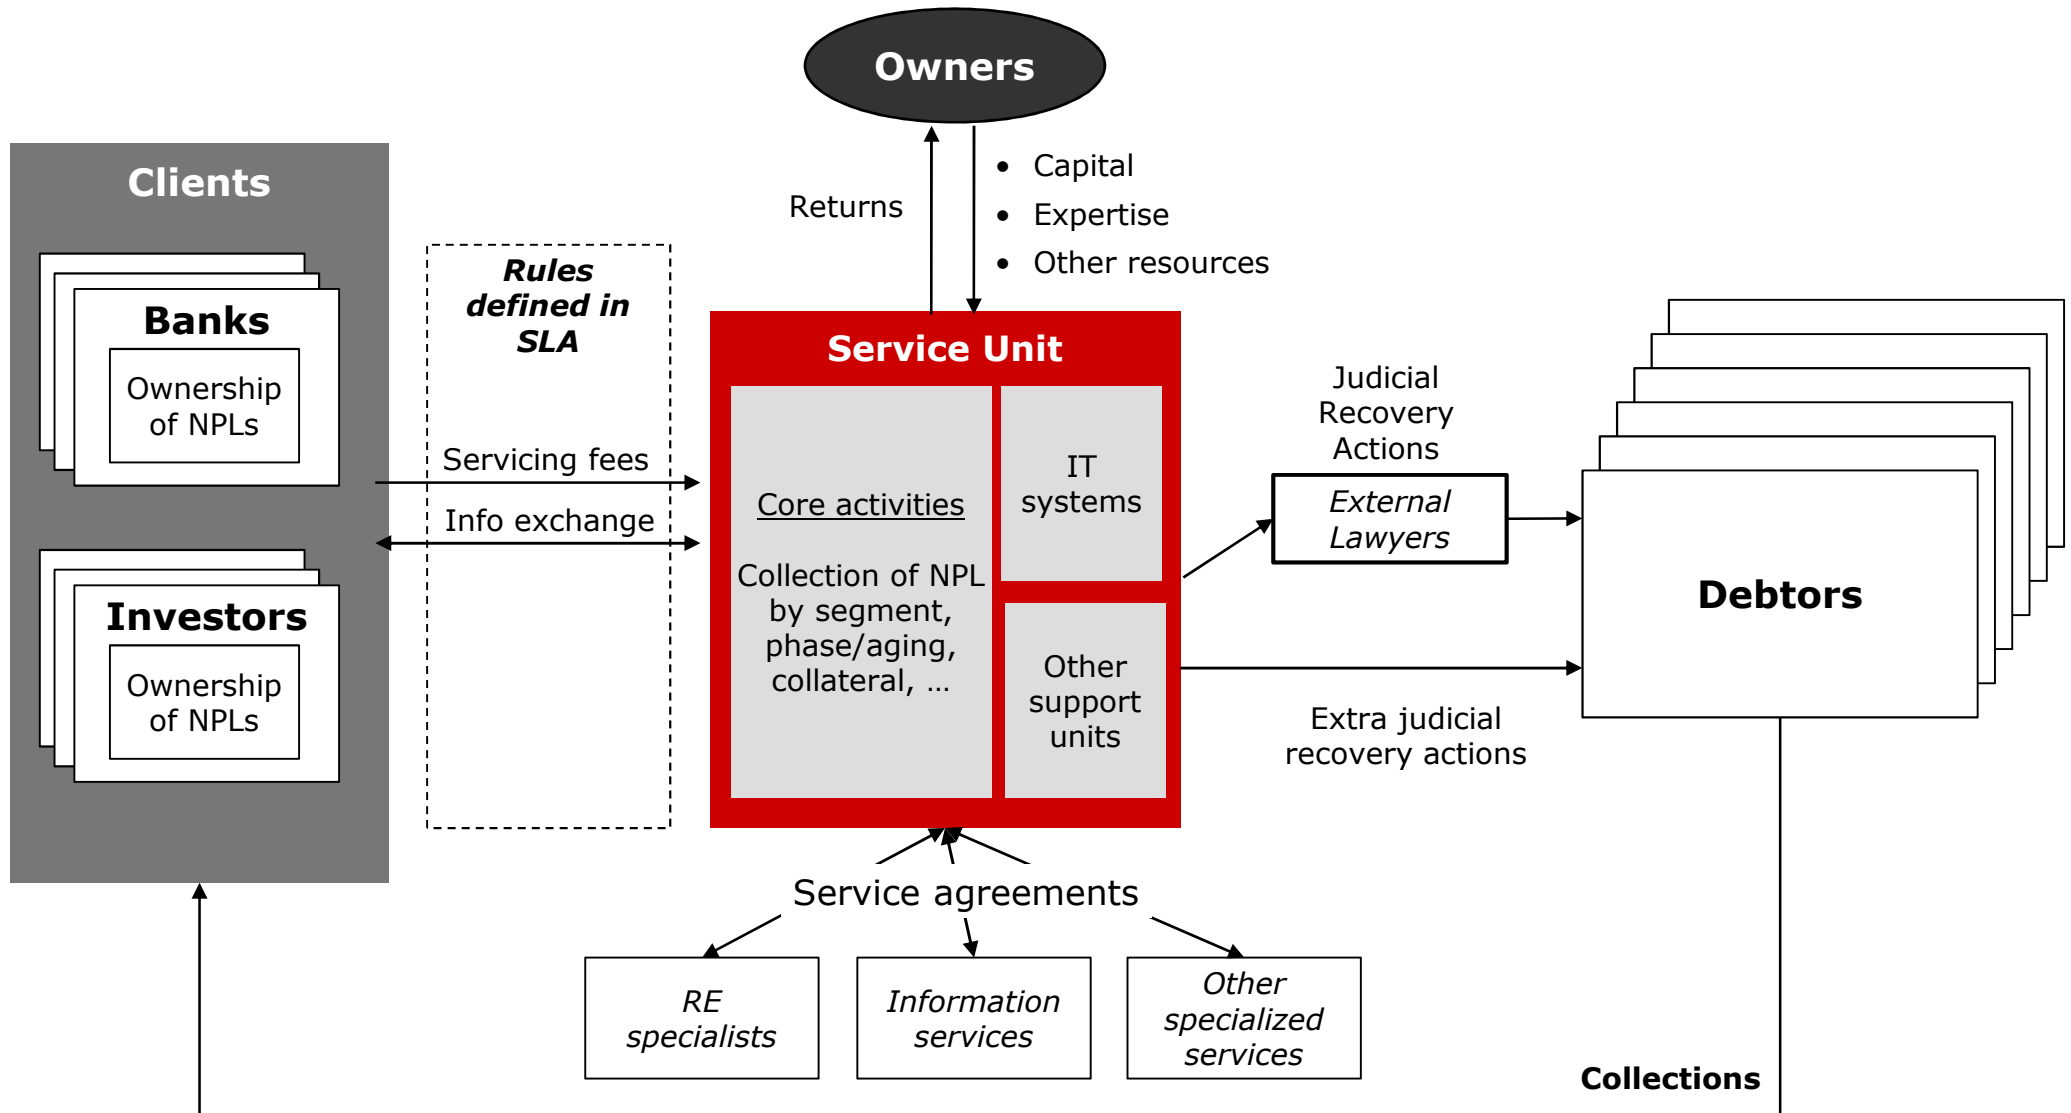 Owners
Returns
• Capital
• Expertise
• Other resources
Clients
Banks
Ownership
of NPLs
Investors
Ownership
of NPLs
Rules
defined in
SLA
Servicing fees
Info exchange
Service Unit
Core activities
Collection of NPL
by segment,
phase/aging,
collateral, …
IT
systems
Other
support
units
Judicial
Recovery
Actions
External
Lawyers
Extra judicial
recovery actions
Debtors
Service agreements
RE
specialists
Information
services
Other
specialized
services
Collections